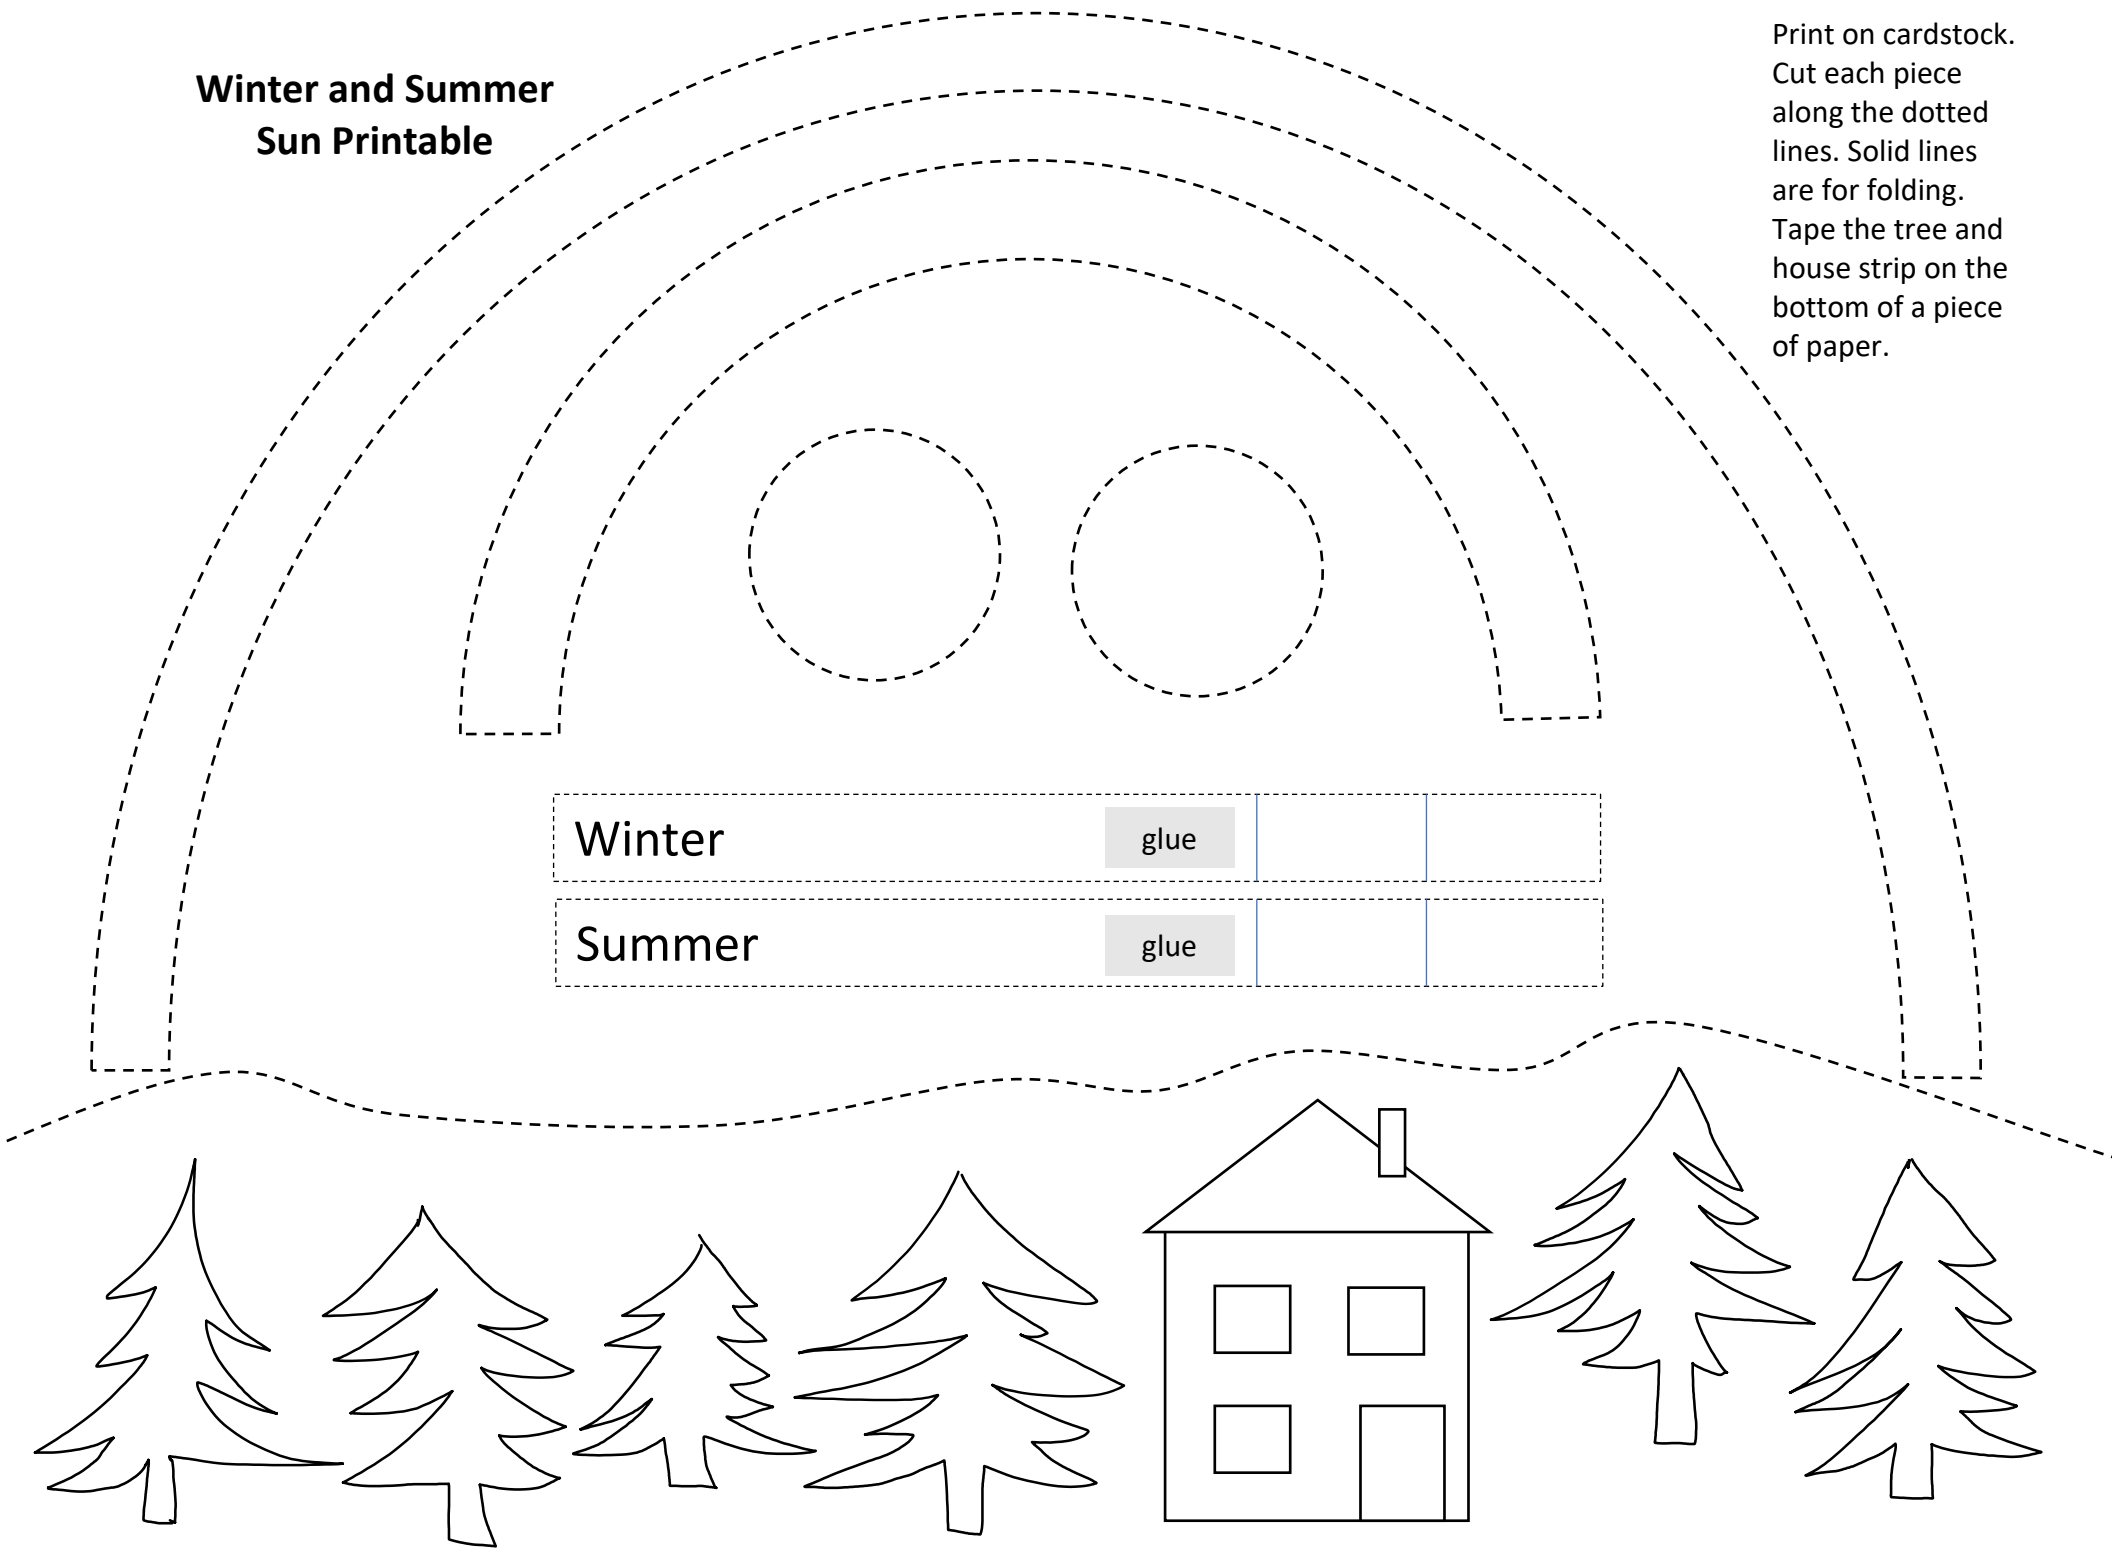 Winter and Summer
Sun Printable
Print on cardstock.
Cut each piece
along the dotted
lines. Solid lines
are for folding.
Tape the tree and
house strip on the
bottom of a piece
of paper.
Winter glue
Summer glue